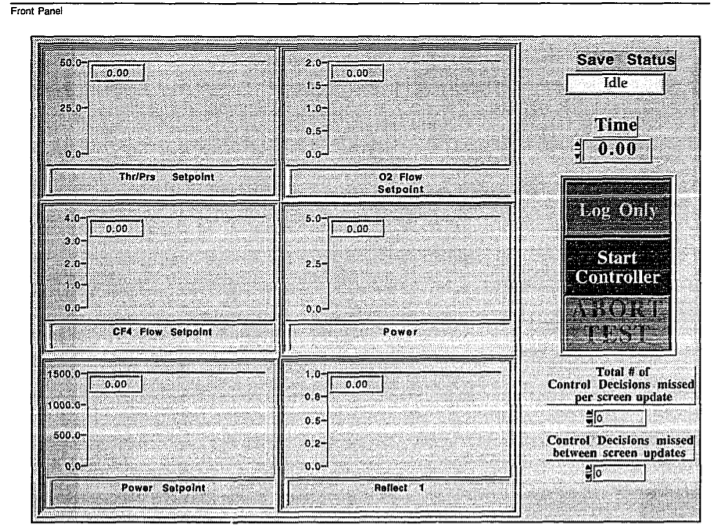 Front Panel
50.0
25.0
0.0
0.00
Thr/Prs Setpoint
2.0
1.5
1.0
0.5
0.0
0.00
O2 Flow
Setpoint
4.0
3.0
2.0
1.0
0.0
0.00
CF4 Flow Setpoint
5.0
2.5
0.0
0.00
Power
1500.0
1000.0
500.0
0.0
0.00
Power Setpoint
1.0
0.8
0.5
0.2
0.0
0.00
Reflect 1
Save Status
Idle
Time
0.00
Log Only
Start
Controller
ABORT
TEST
Total # of
Control Decisions missed
per screen update
0
Control Decisions missed
between screen updates
0